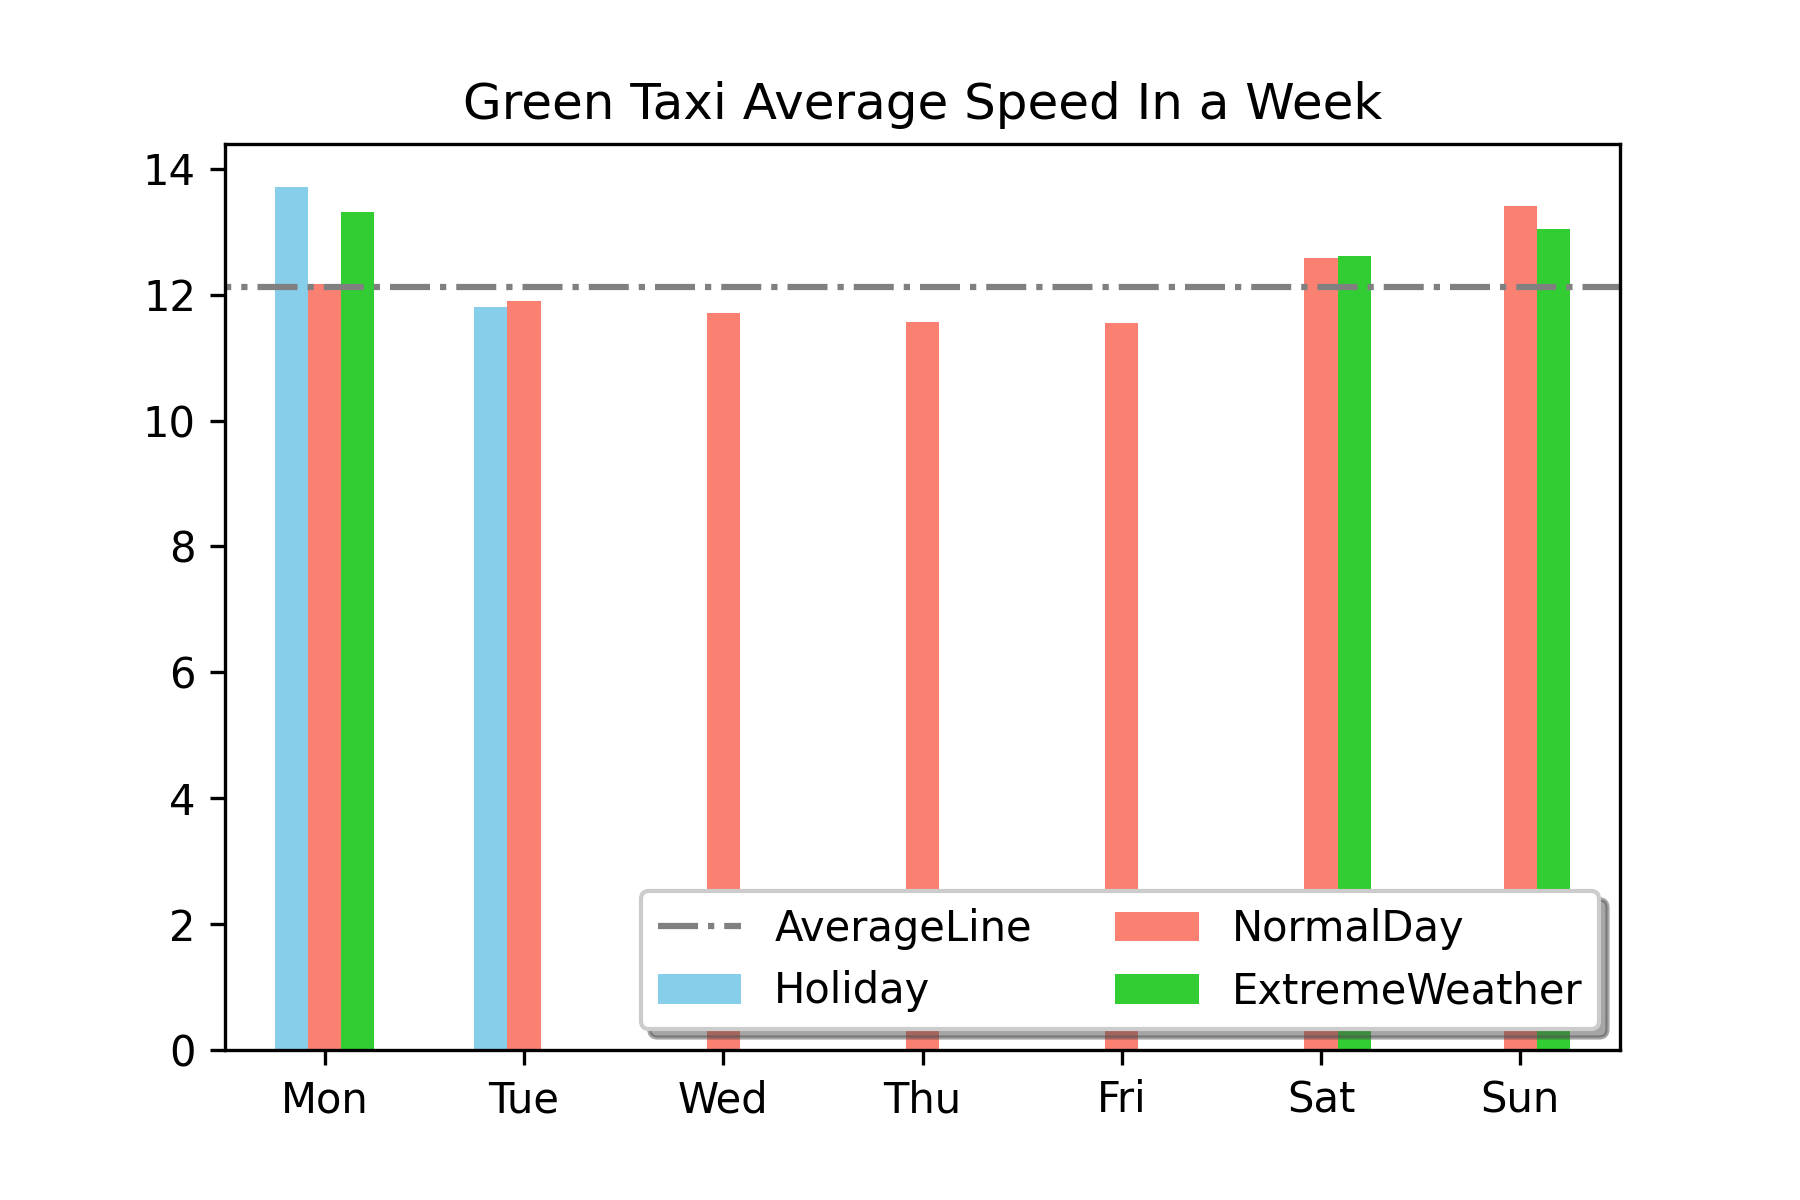 Green Taxi Average Speed In a Week
14
12
10
8
6
4
2
0
AverageLine
Holiday
NormalDay
ExtremeWeather
Mon Tue Wed Thu Fri Sat Sun